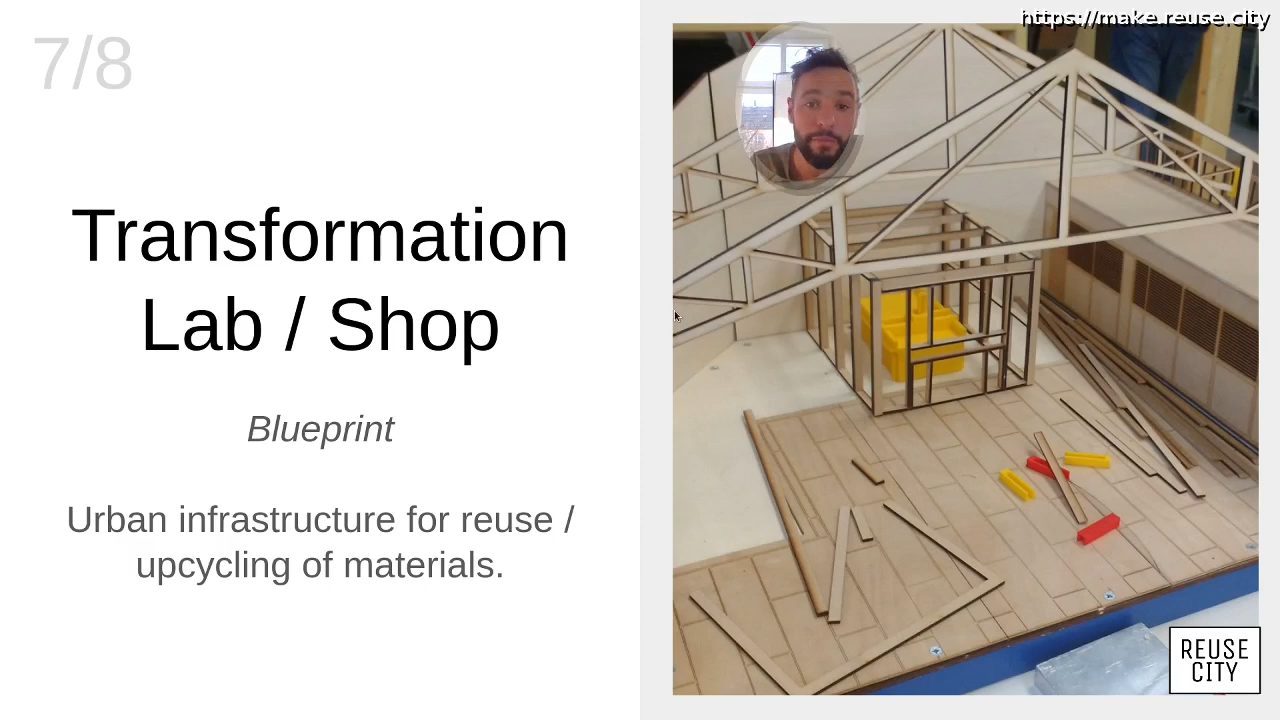 https://make.reuse.city
7/8
Transformation
Lab / Shop
Blueprint
Urban infrastructure for reuse /
upcycling of materials.
REUSE
CITY